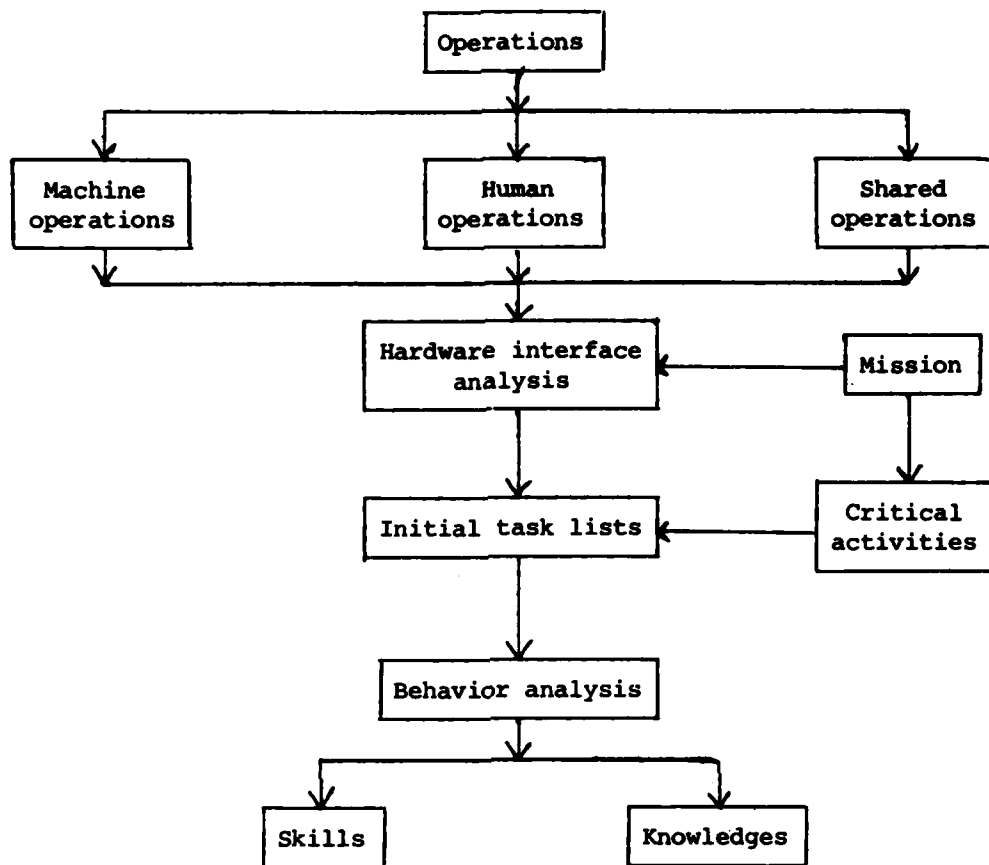 Operations
Machine
operations
Human
operations
Shared
operations
Hardware interface
analysis
Mission
Initial task lists
Critical
activities
Behavior analysis
Skills
Knowledges